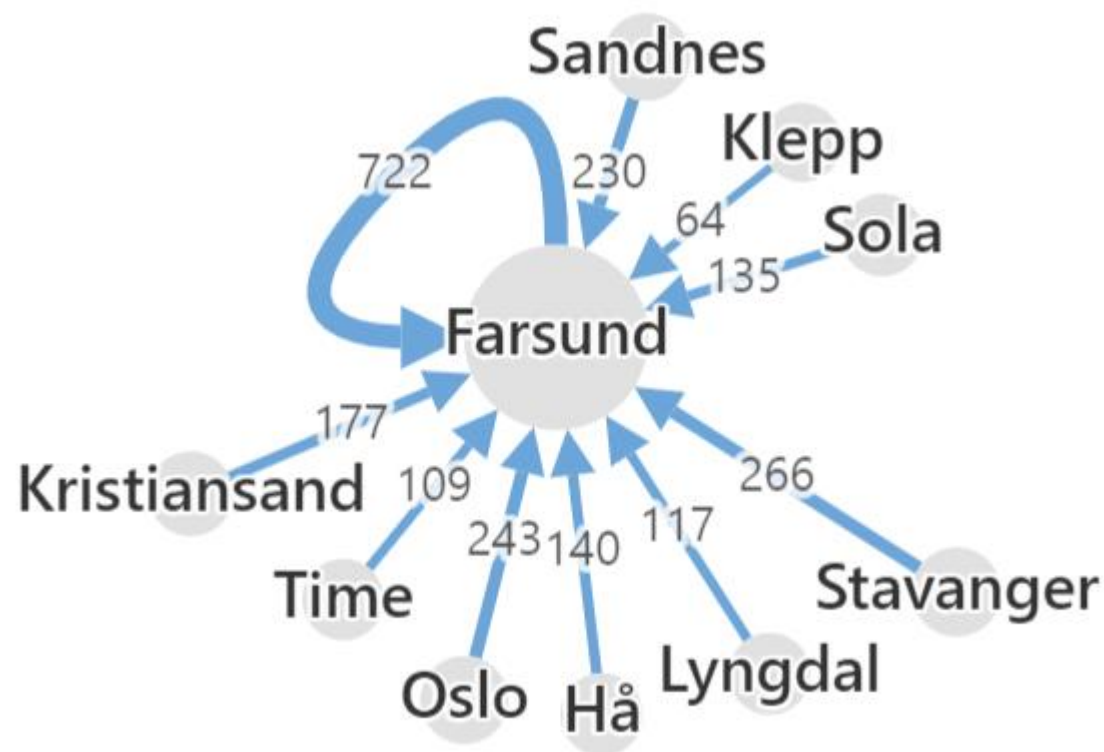 Sandnes
Klepp
722
230
64
Sola
135
Farsund
177
266
Kristiansand
109
117
243
140
Time
Stavanger
Lyngdal
Oslo
Hå